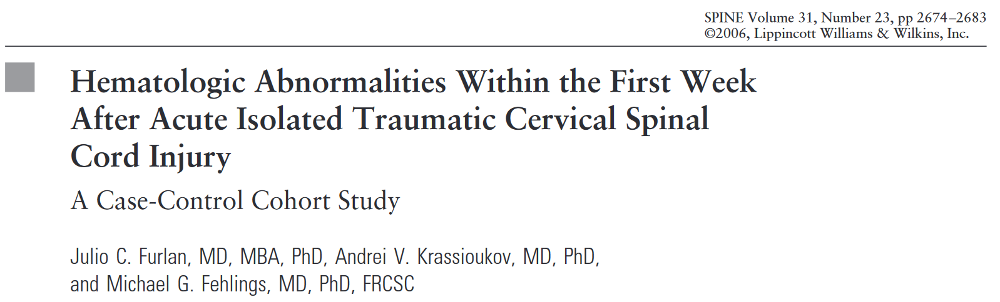 SPINE Volume 31, Number 23, pp 2674–2683
©2006, Lippincott Williams & Wilkins, Inc.
Hematologic Abnormalities Within the First Week
After Acute Isolated Traumatic Cervical Spinal
Cord Injury
A Case-Control Cohort Study
Julio C. Furlan, MD, MBA, PhD, Andrei V. Krassioukov, MD, PhD,
and Michael G. Fehlings, MD, PhD, FRCSC